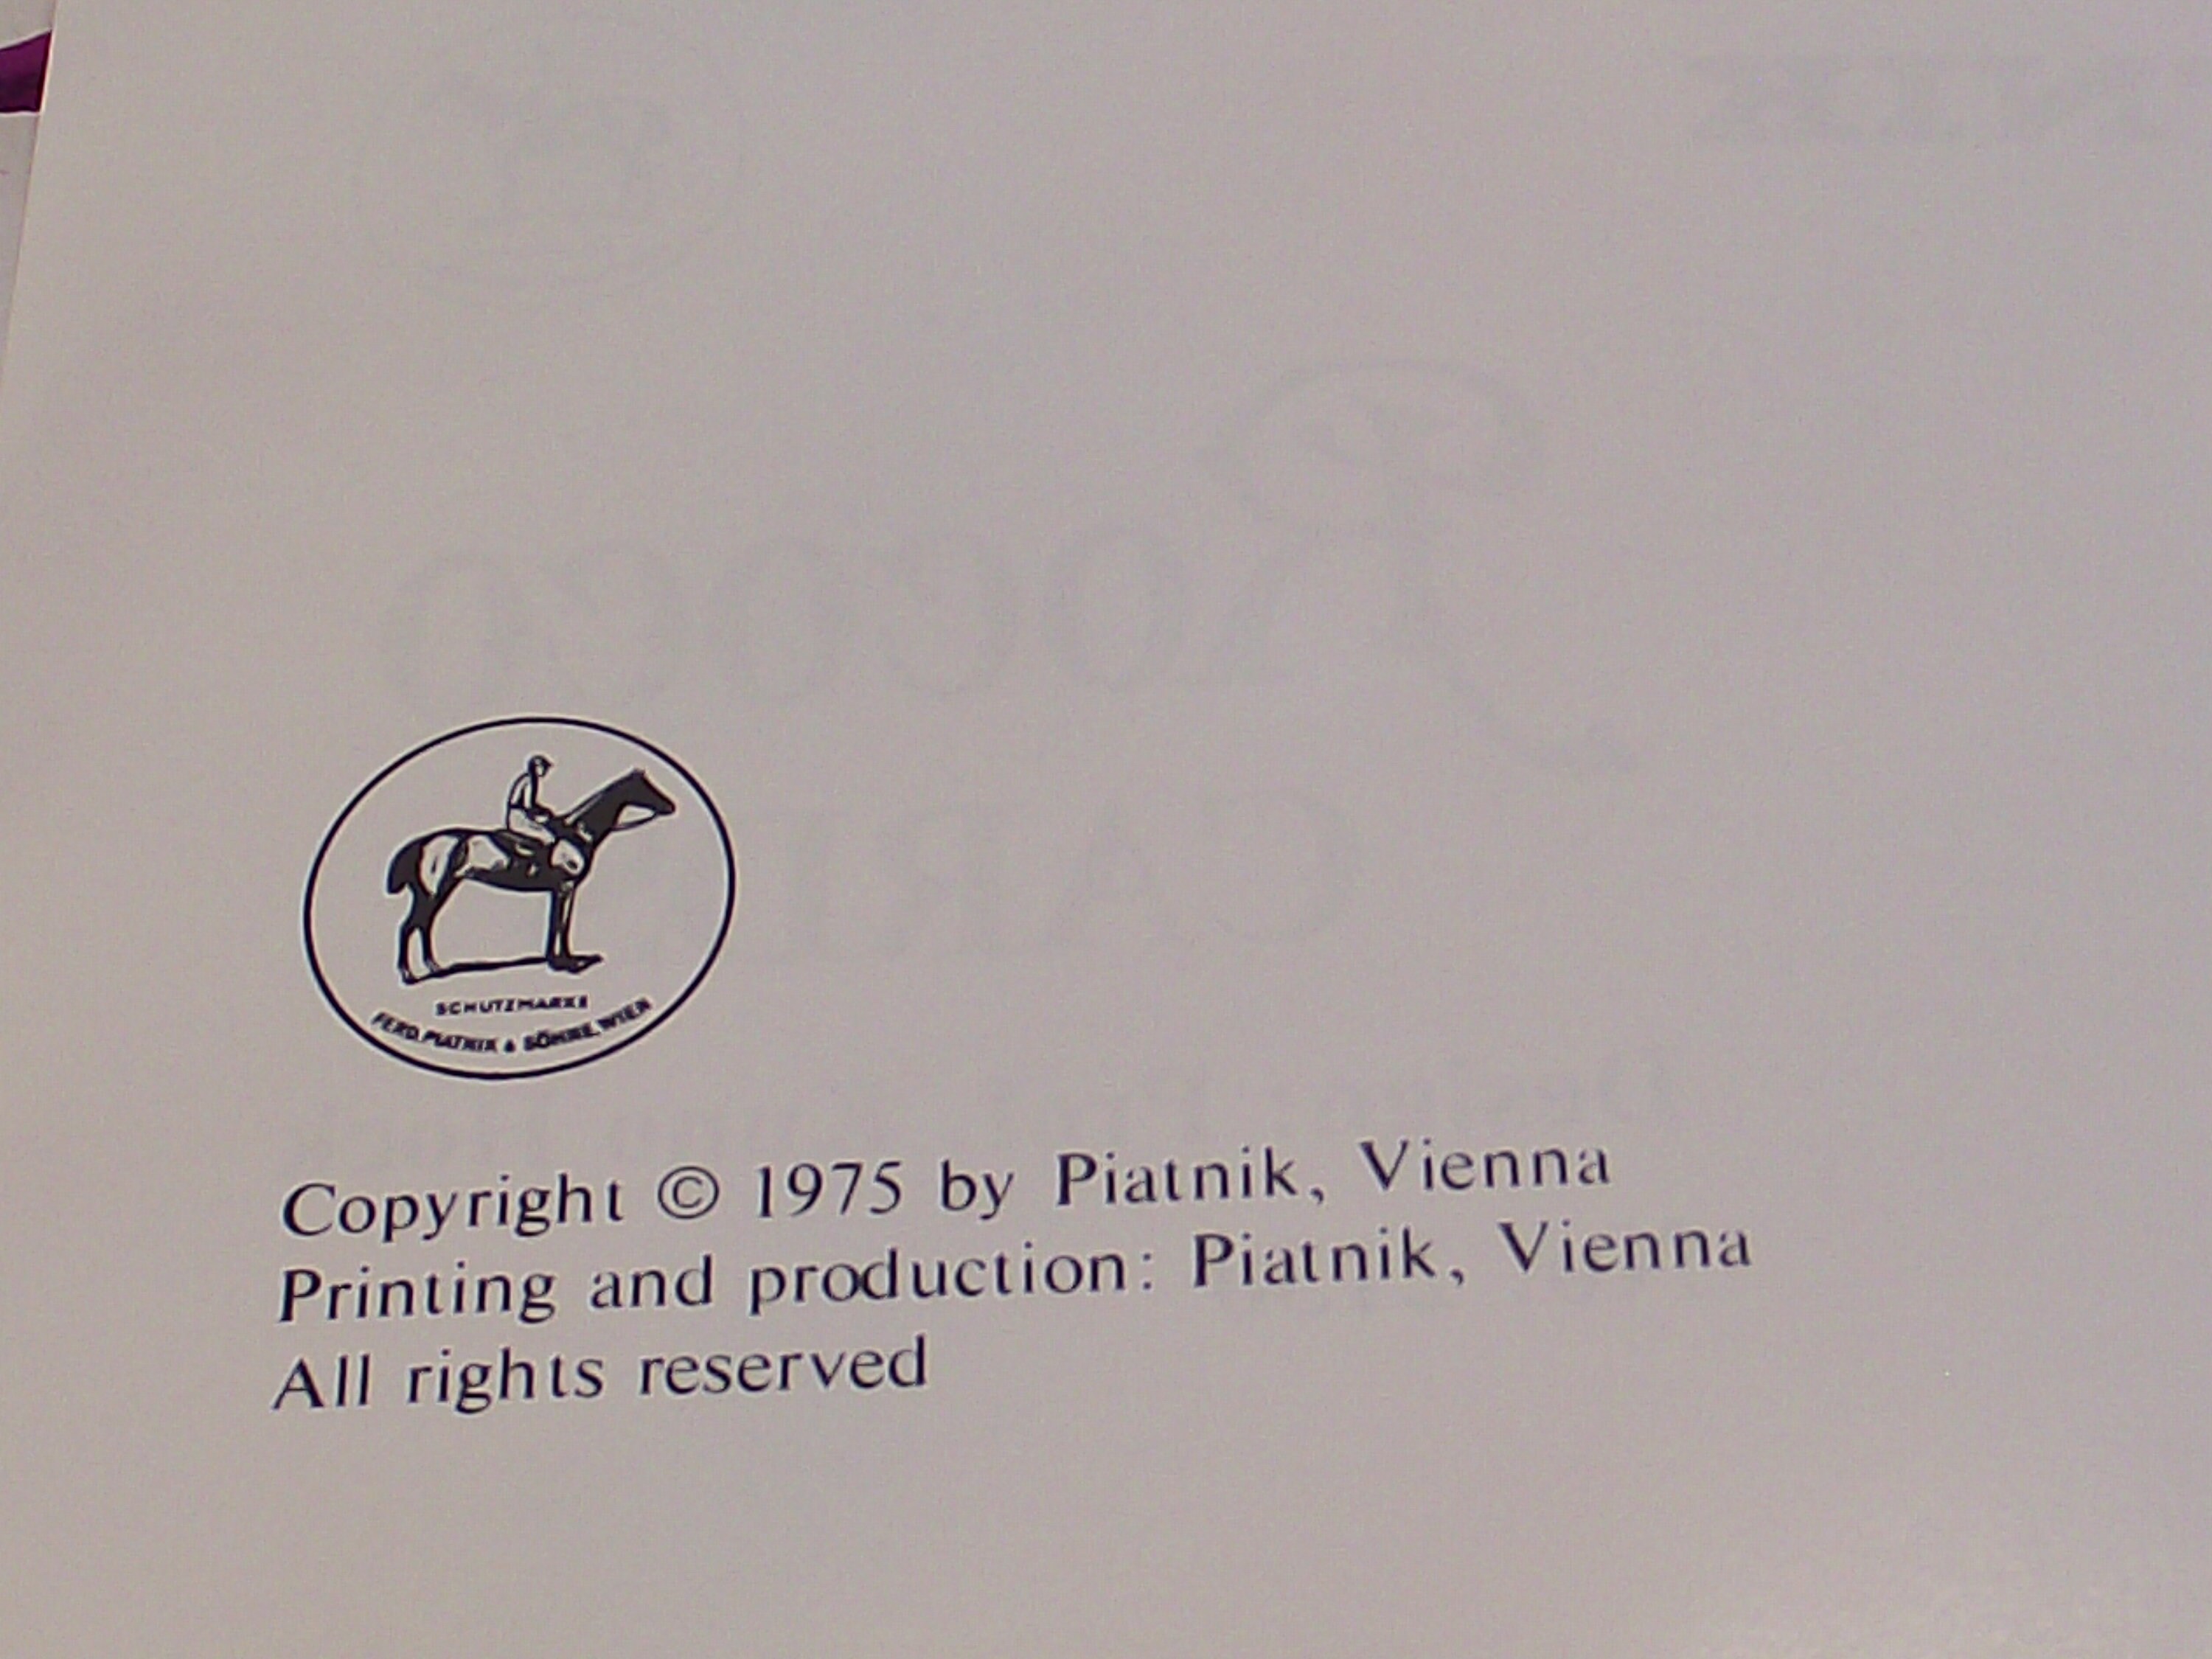 SCHUTZMARKE
FERD. PIATNIK & SÖHNE, WIEN
Copyright © 1975 by Piatnik, Vienna
Printing and production: Piatnik, Vienna
All rights reserved